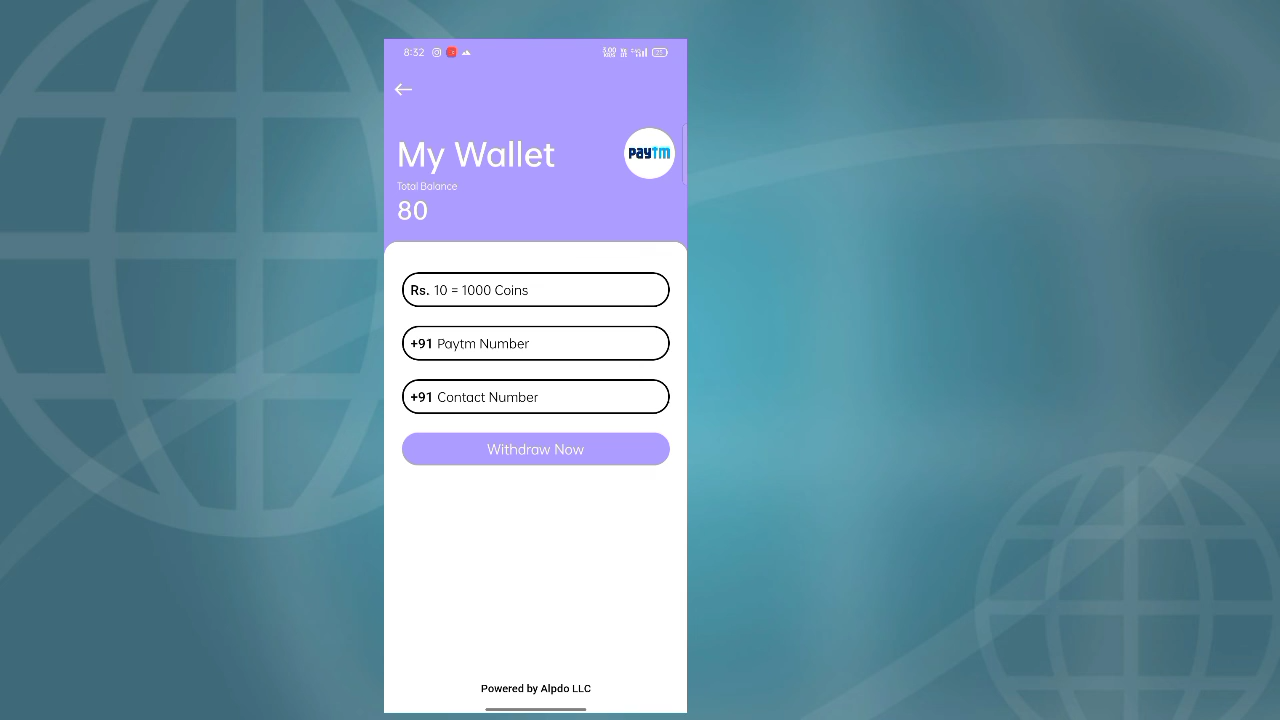 8:32
My Wallet
paytm
Total Balance
80
Rs. 10 = 1000 Coins
+91 Paytm Number
+91 Contact Number
Withdraw Now
Powered by Alpdo LLC